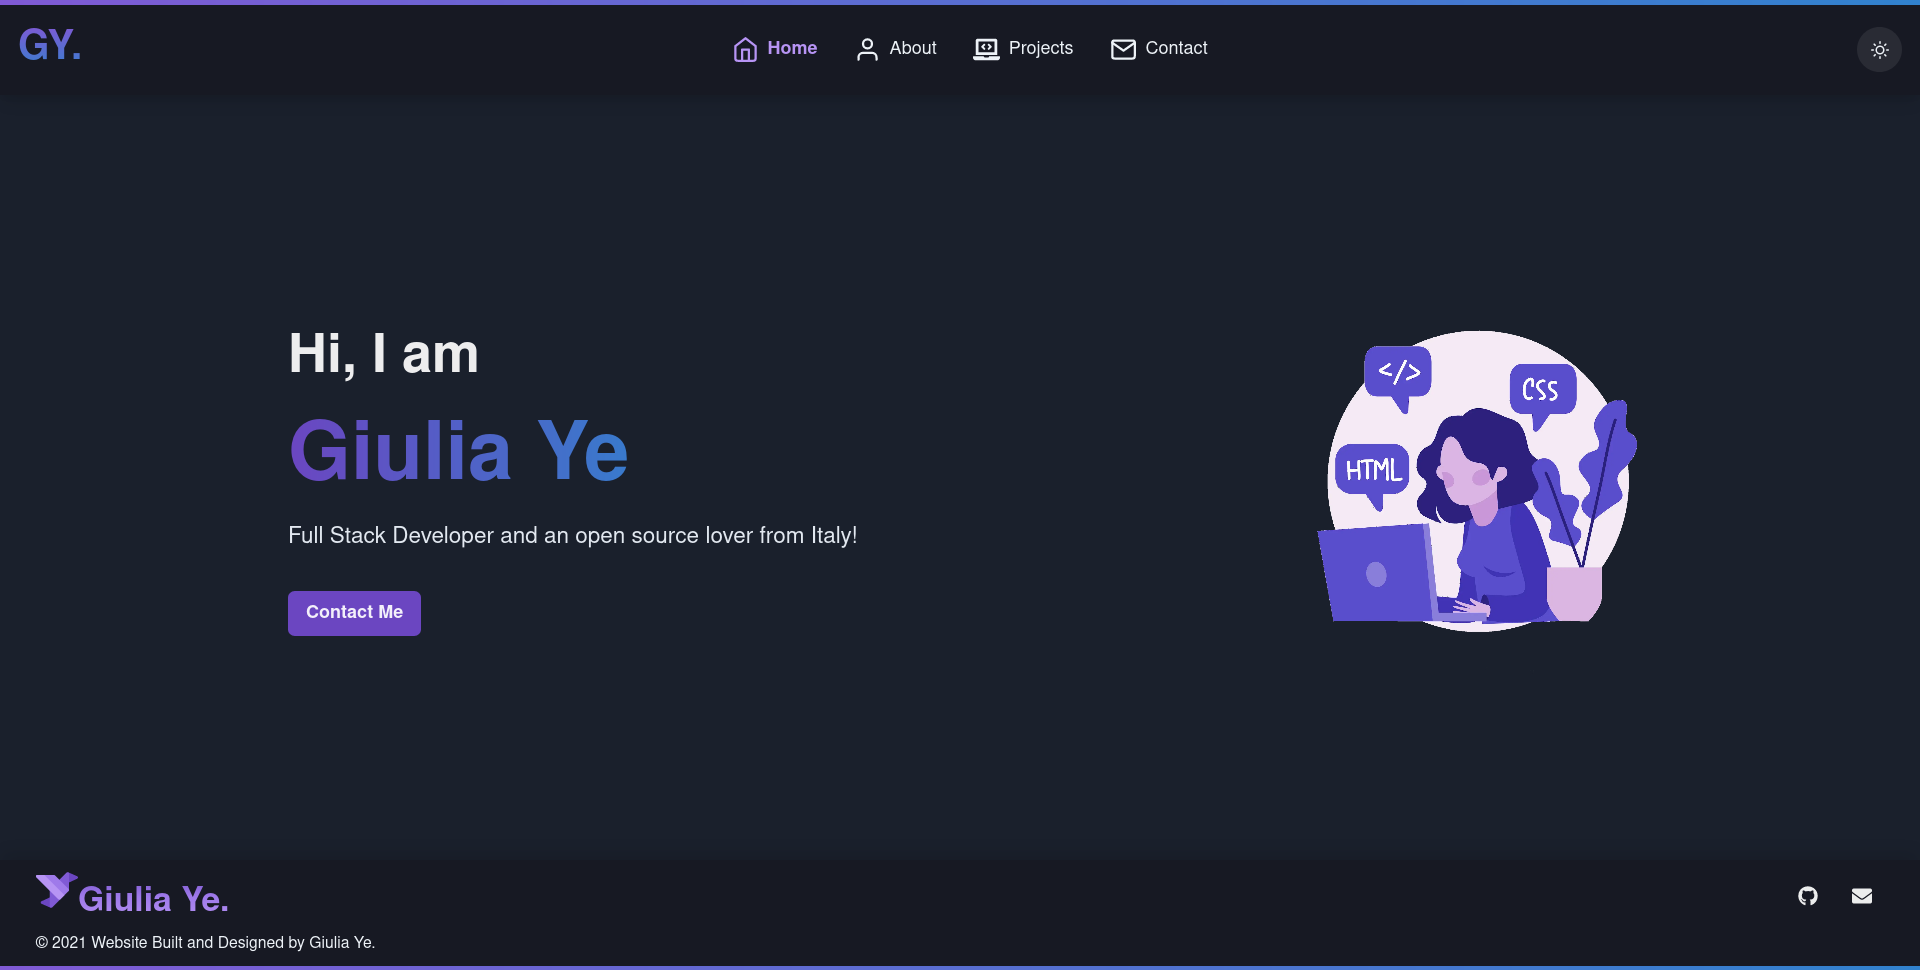 GY.
Home
About
Projects
Contact
Hi, I am
Giulia Ye
Full Stack Developer and an open source lover from Italy!
Contact Me
</>
CSS
HTML
Giulia Ye.
© 2021 Website Built and Designed by Giulia Ye.